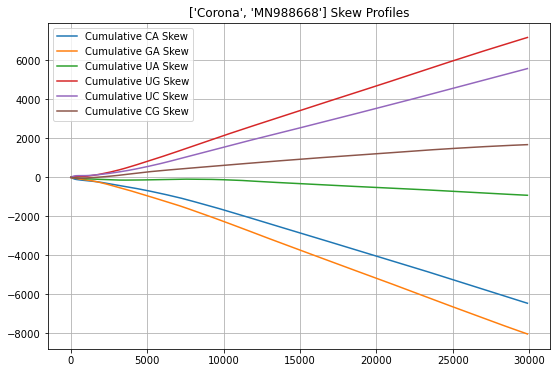 ['Corona', 'MN988668'] Skew Profiles
Cumulative CA Skew
Cumulative GA Skew
Cumulative UA Skew
Cumulative UG Skew
Cumulative UC Skew
Cumulative CG Skew
6000
4000
2000
0
−2000
−4000
−6000
−8000
0 5000 10000 15000 20000 25000 30000